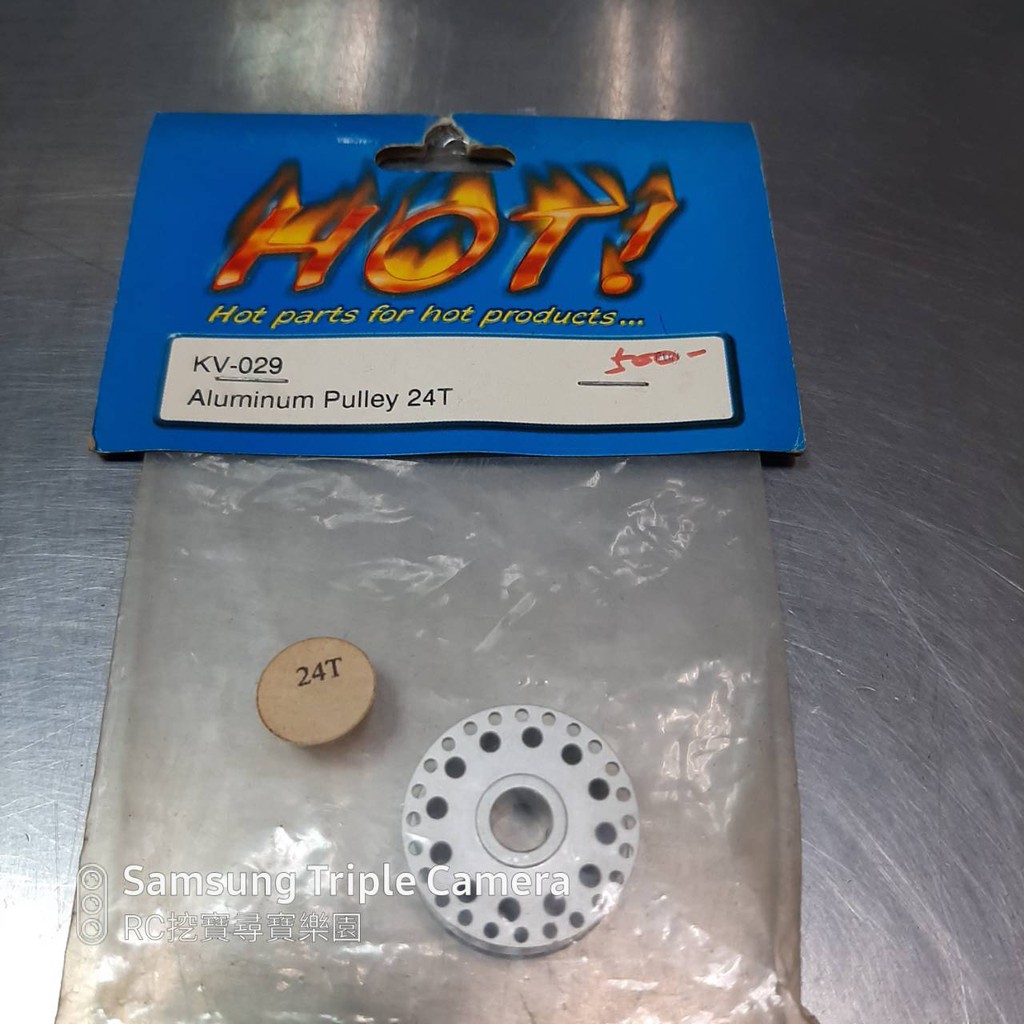 HOT!
Hot parts for hot products...
KV-029
500-
Aluminum Pulley 24T
24T
Samsung Triple Camera
RC挖寶尋寶樂園